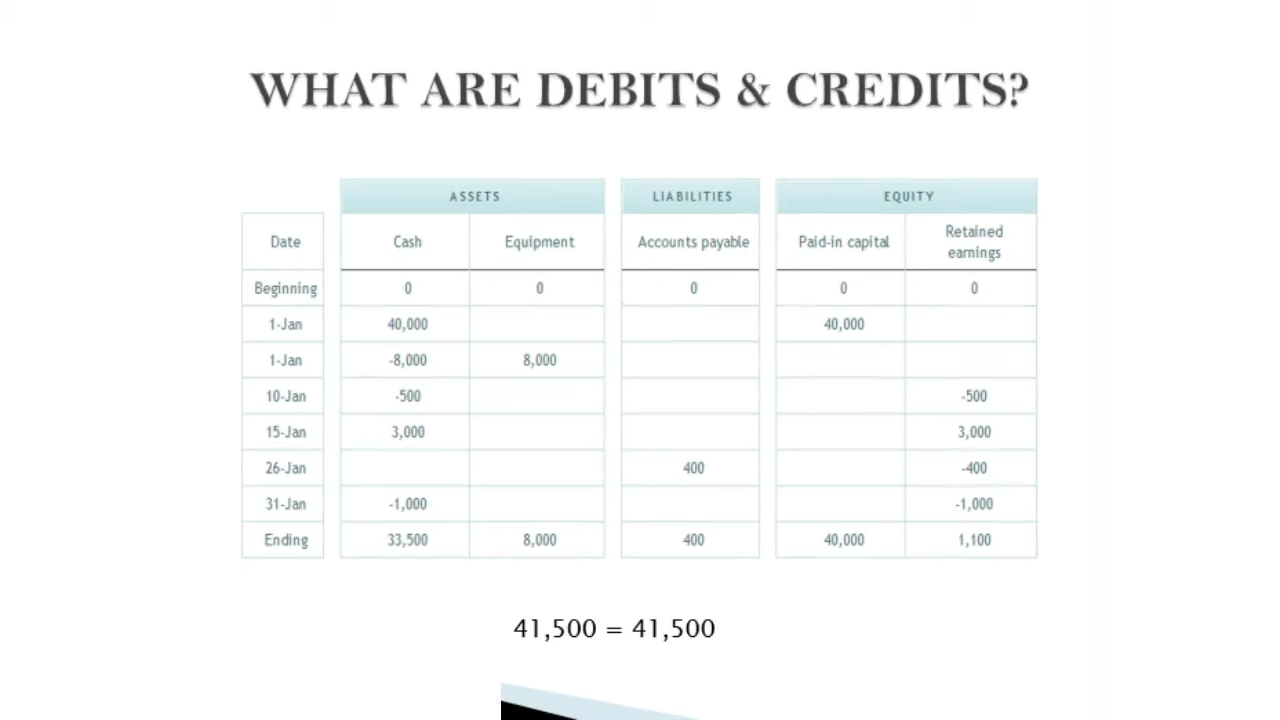 WHAT ARE DEBITS & CREDITS?
ASSETS LIABILITIES EQUITY
Date Cash Equipment Accounts payable Paid-in capital Retained earnings
Beginning 0 0 0 0 0
1-Jan 40,000 40,000
1-Jan -8,000 8,000
10-Jan -500 -500
15-Jan 3,000 3,000
26-Jan 400 -400
31-Jan -1,000 -1,000
Ending 33,500 8,000 400 40,000 1,100
41,500 = 41,500